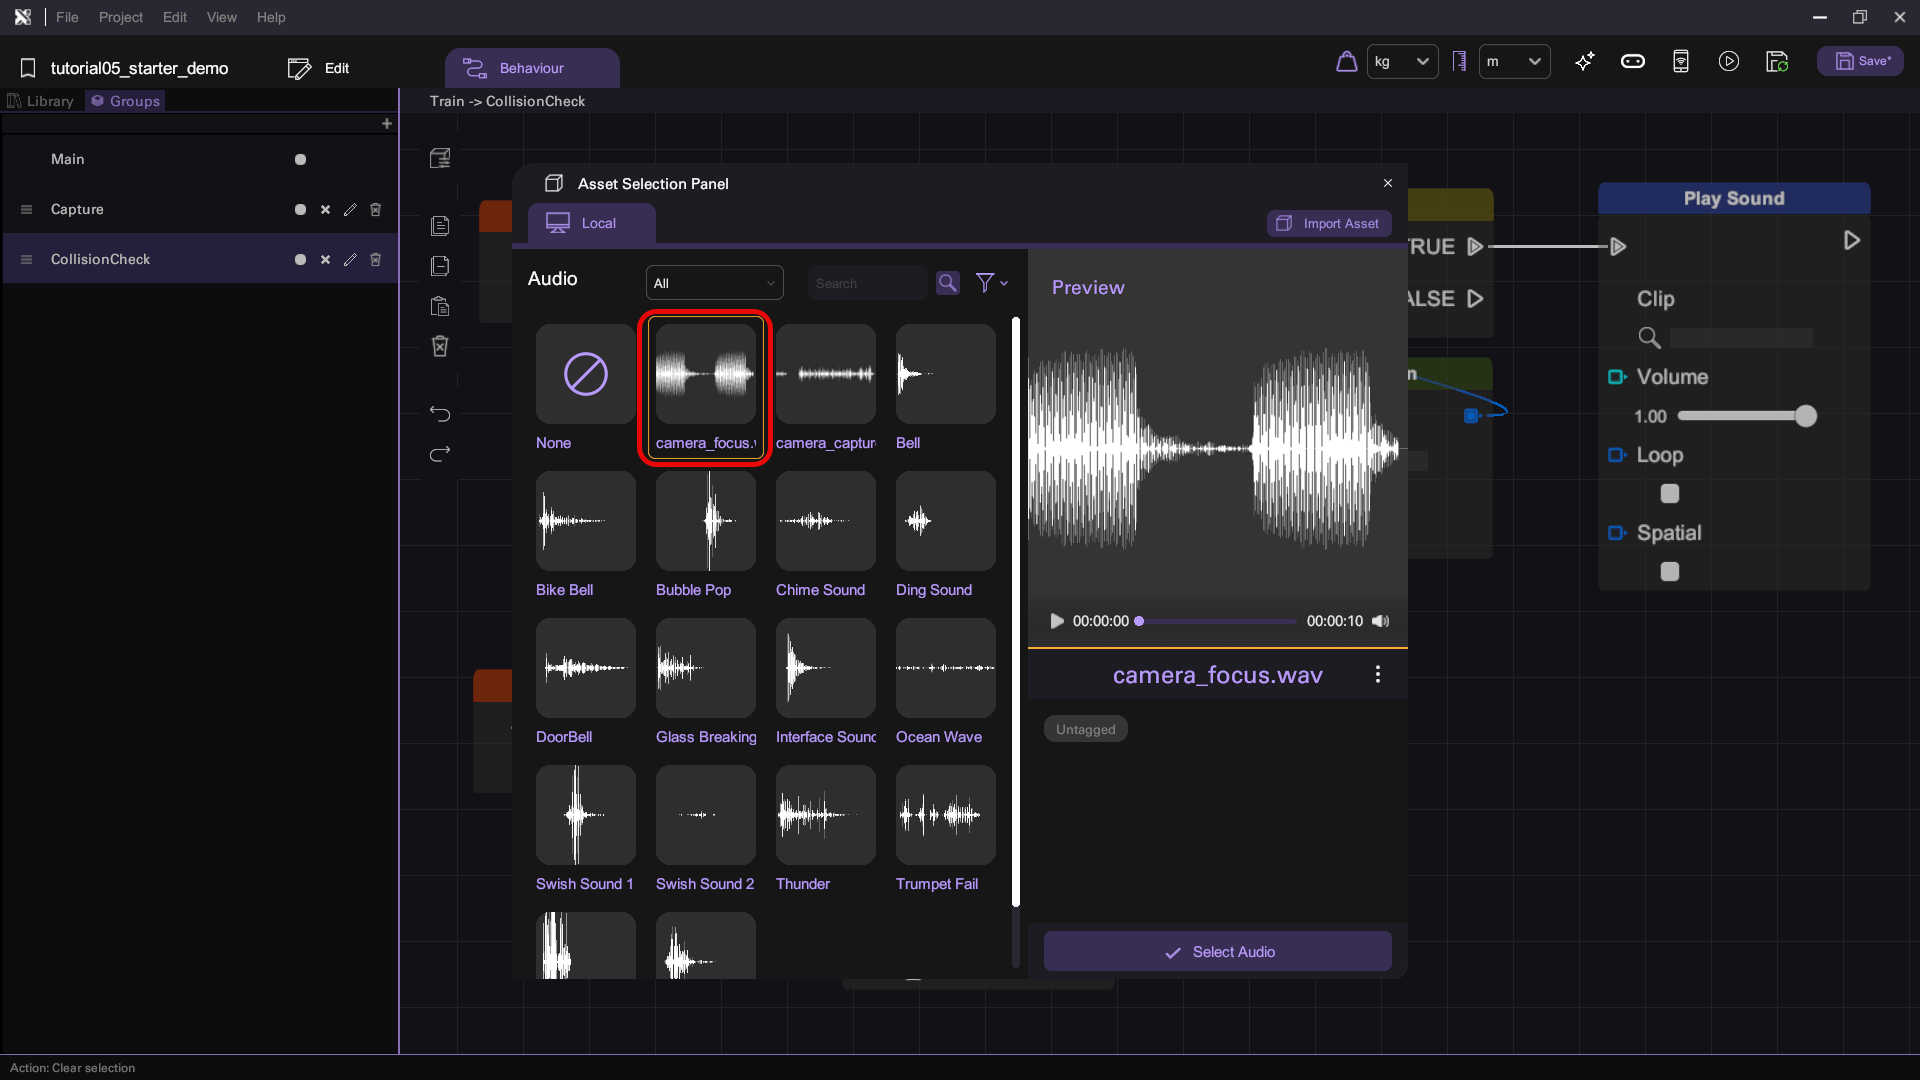 File Project Edit View Help
tutorial05_starter_demo
Edit
Behaviour
kg
m
Save*
Library
Groups
Train -> CollisionCheck
+
Main
Capture
CollisionCheck
Asset Selection Panel
Local
Import Asset
Audio
All
Search
None
camera_focus.
camera_captur
Bell
Bike Bell
Bubble Pop
Chime Sound
Ding Sound
DoorBell
Glass Breaking
Interface Sound
Ocean Wave
Swish Sound 1
Swish Sound 2
Thunder
Trumpet Fail
Preview
00:00:00
00:00:10
camera_focus.wav
Untagged
Select Audio
TRUE
ALSE
n
Play Sound
Clip
Volume
1.00
Loop
Spatial
Action: Clear selection